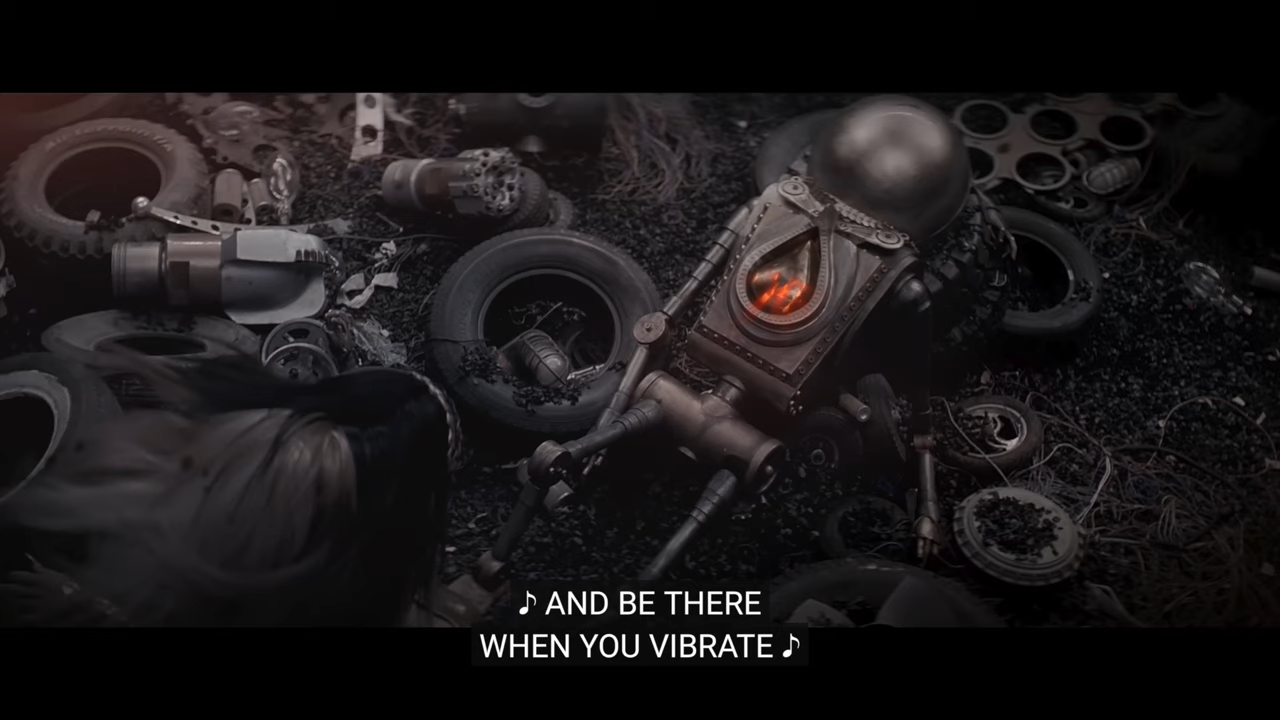 ♪ AND BE THERE
WHEN YOU VIBRATE ♪